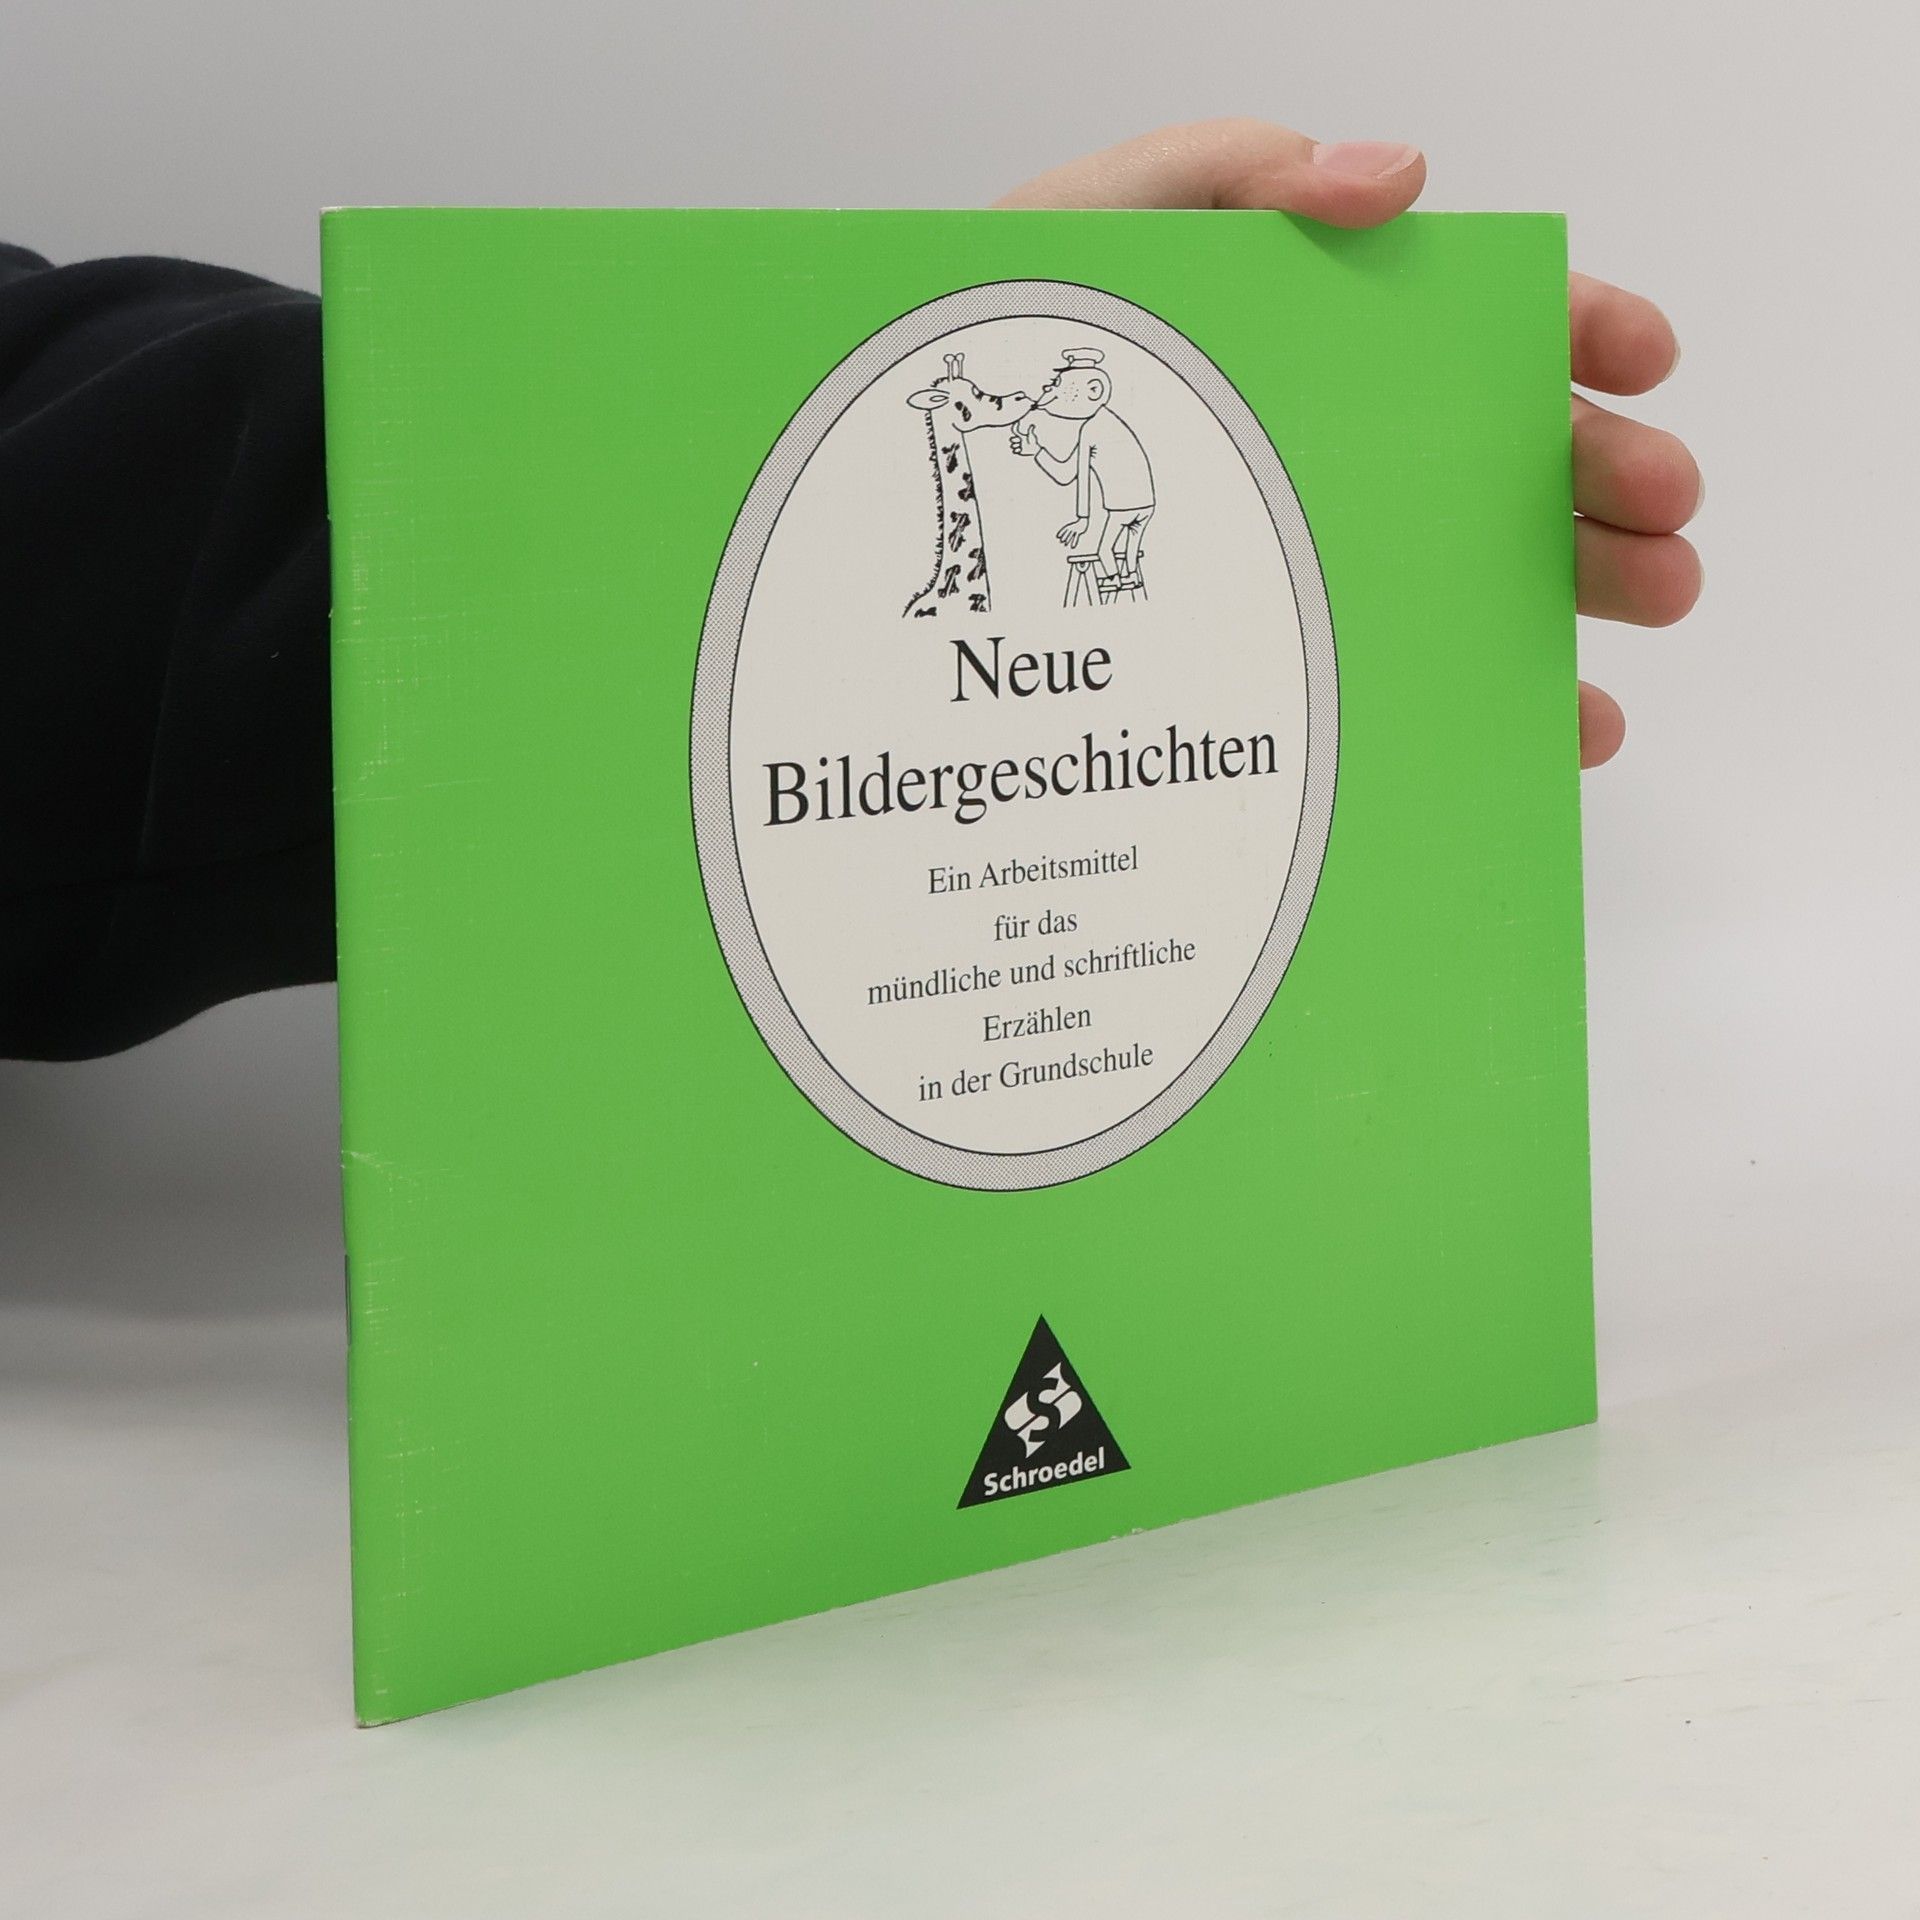 Neue
Bildergeschichten
Ein Arbeitsmittel
für das
mündliche und schriftliche
Erzählen
in der Grundschule
Schroedel